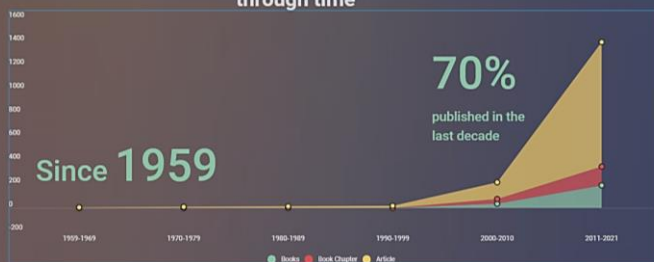 through time
1600
1400
1200
1000
800
600
400
200
0
-200
70%
published in the
last decade
Since 1959
1959-1969 1970-1979 1980-1989 1990-1999 2000-2010 2011-2021
Books Book Chapter Article